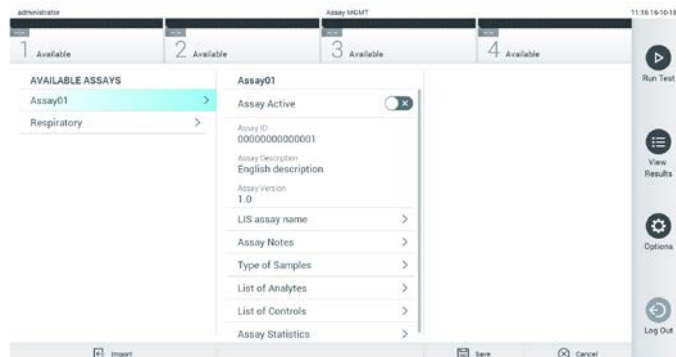 administrator Assay MGMT 11:36 16-10-18
1 Available 2 Available 3 Available 4 Available
AVAILABLE ASSAYS
Assay01
Respiratory
Assay01
Assay Active
Assay ID
00000000000001
Assay Description
English description
Assay Version
1.0
LIS assay name
Assay Notes
Type of Samples
List of Analytes
List of Controls
Assay Statistics
Run Test
View
Results
Options
Log Out
Import Save Cancel